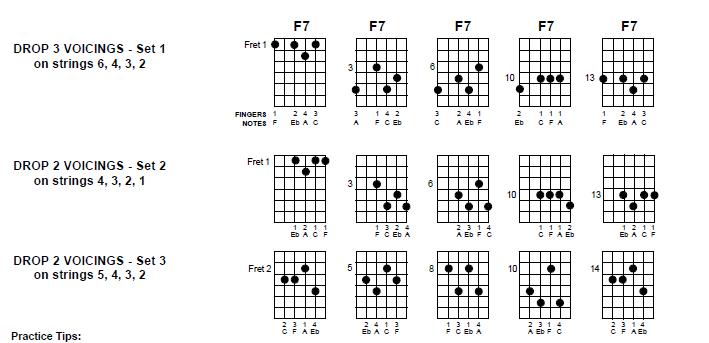 F7 F7 F7 F7
DROP 3 VOICINGS - Set 1
on strings 6, 4, 3, 2
Fret 1 3 6 10 13
FINGERS 1 2 4 3 3 1 4 2 3 2 4 1 2 1 1 1 1 2 4 3
NOTES F Eb A C A F C Eb C A Eb F Eb C F A F Eb A C
DROP 2 VOICINGS - Set 2
on strings 4, 3, 2, 1
Fret 1 3 6 10 13
1 2 1 1 1 3 2 4 2 3 1 4 1 1 1 2 1 2 1 1
Eb A C F F C Eb A A Eb F C C F A Eb Eb A C F
DROP 2 VOICINGS - Set 3
on strings 5, 4, 3, 2
Fret 2 5 8 10 14
2 3 1 4 2 4 1 3 1 3 1 4 2 3 1 4 2 3 1 4
C F A Eb Eb A C F F C Eb A A Eb F C C F A Eb
Practice Tips: